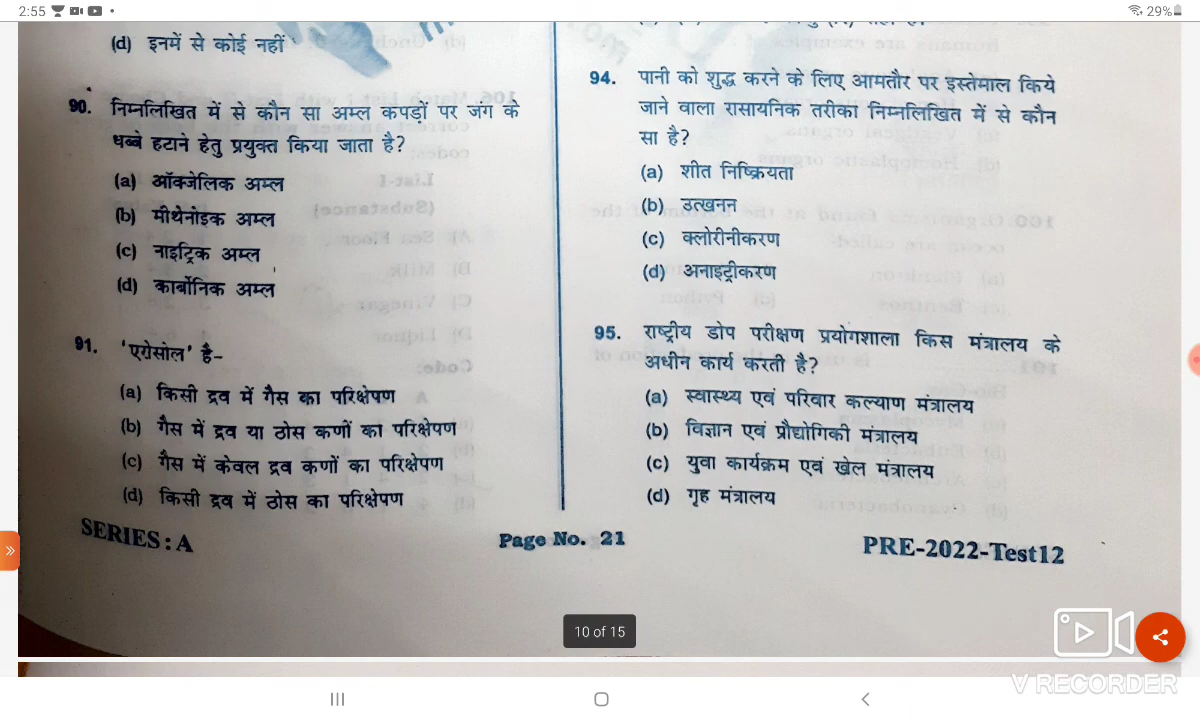 2:55
29%
(d) इनमें से कोई नहीं
90. निम्नलिखित में से कौन सा अम्ल कपड़ों पर जंग के
धब्बे हटाने हेतु प्रयुक्त किया जाता है?
(a) ऑक्जेलिक अम्ल
(b) मीथेनोइक अम्ल
(c) नाइट्रिक अम्ल
(d) कार्बोनिक अम्ल
91. 'एरोसोल' है-
(a) किसी द्रव में गैस का परिक्षेपण
(b) गैस में द्रव या ठोस कणों का परिक्षेपण
(c) गैस में केवल द्रव कणों का परिक्षेपण
(d) किसी द्रव में ठोस का परिक्षेपण
94. पानी को शुद्ध करने के लिए आमतौर पर इस्तेमाल किये
जाने वाला रासायनिक तरीका निम्नलिखित में से कौन
सा है?
(a) शीत निष्क्रियता
(b) उत्खनन
(c) क्लोरीनीकरण
(d) अनाइट्रीकरण
95. राष्ट्रीय डोप परीक्षण प्रयोगशाला किस मंत्रालय के
अधीन कार्य करती है?
(a) स्वास्थ्य एवं परिवार कल्याण मंत्रालय
(b) विज्ञान एवं प्रौद्योगिकी मंत्रालय
(c) युवा कार्यक्रम एवं खेल मंत्रालय
(d) गृह मंत्रालय
SERIES : A
Page No. 21
PRE-2022-Test12
10 of 15
V RECORDER